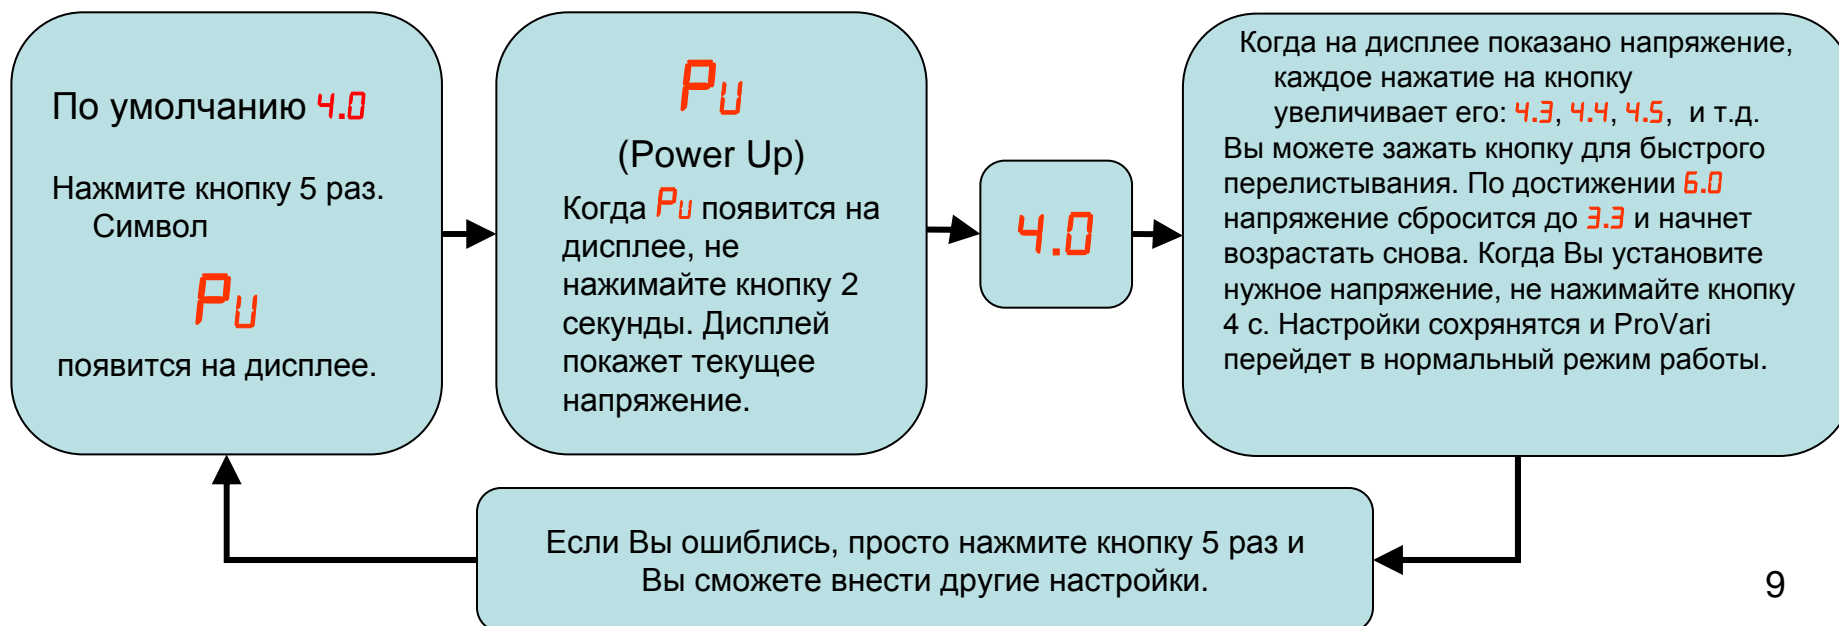 По умолчанию 4.0
Нажмите кнопку 5 раз.
Символ
Pu
появится на дисплее.
Pu
(Power Up)
Когда Pu появится на
дисплее, не
нажимайте кнопку 2
секунды. Дисплей
покажет текущее
напряжение.
4.0
Когда на дисплее показано напряжение,
каждое нажатие на кнопку
увеличивает его: 4.3, 4.4, 4.5, и т.д.
Вы можете зажать кнопку для быстрого
перелистывания. По достижении 6.0
напряжение сбросится до 3.3 и начнет
возрастать снова. Когда Вы установите
нужное напряжение, не нажимайте кнопку
4 с. Настройки сохрянятся и ProVari
перейдет в нормальный режим работы.
Если Вы ошиблись, просто нажмите кнопку 5 раз и
Вы сможете внести другие настройки.
9